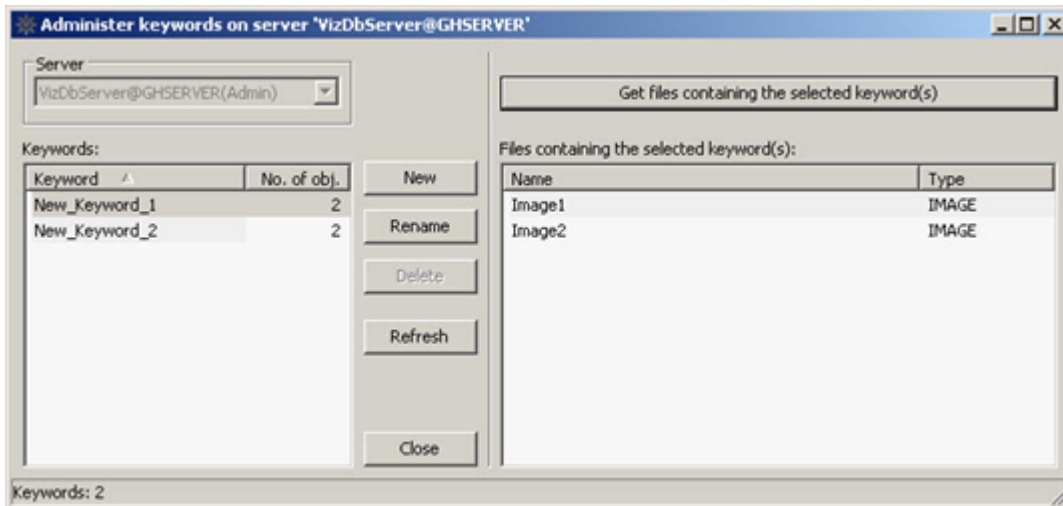 Administer keywords on server 'VizDbServer@GHSERVER'
Server
VizDbServer@GHSERVER(Admin)
Get files containing the selected keyword(s)
Keywords:
Files containing the selected keyword(s):
Keyword No. of obj. New Name Type
New_Keyword_1 2 Image1 IMAGE
New_Keyword_2 2 Rename Image2 IMAGE
Delete
Refresh
Close
Keywords: 2